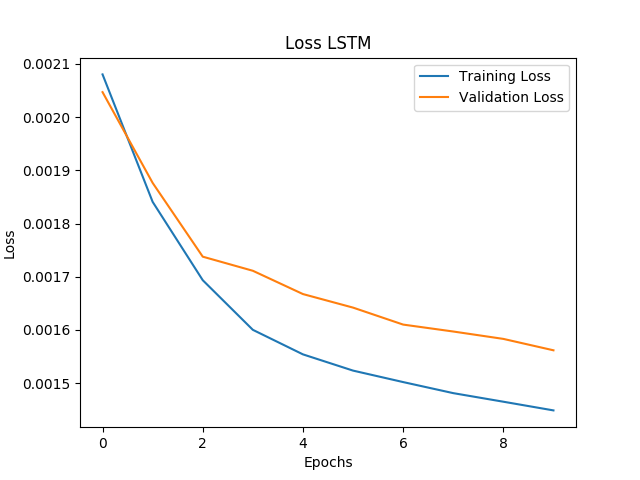 Loss LSTM
Training Loss
Validation Loss
0.0021
0.0020
0.0019
0.0018
0.0017
0.0016
0.0015
Loss
0 2 4 6 8
Epochs